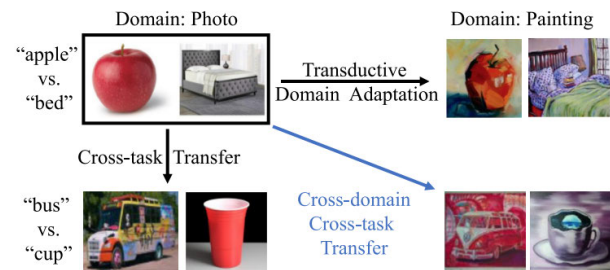 Domain: Photo
Domain: Painting
“apple”
vs.
“bed”
Transductive
Domain Adaptation
Cross-task Transfer
“bus”
vs.
“cup”
Cross-domain
Cross-task
Transfer